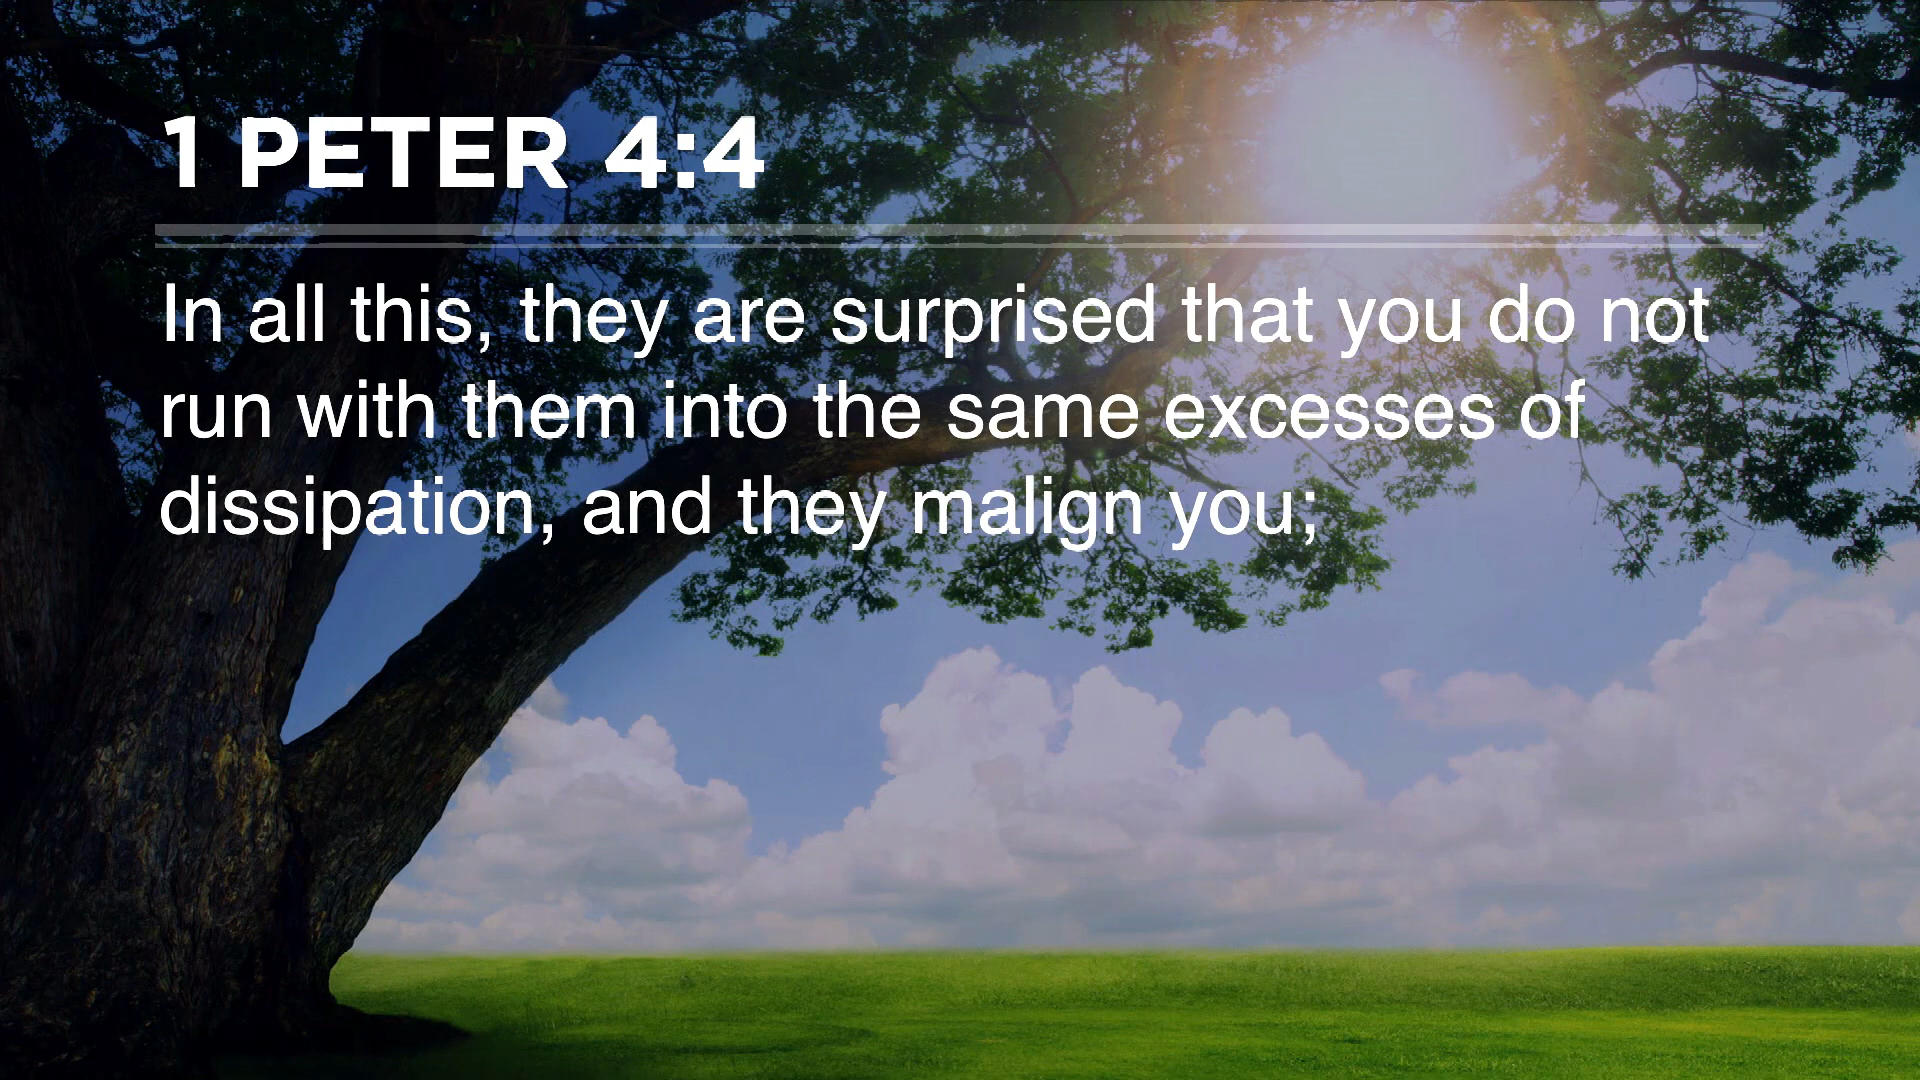 1 PETER 4:4
In all this, they are surprised that you do not
run with them into the same excesses of
dissipation, and they malign you;